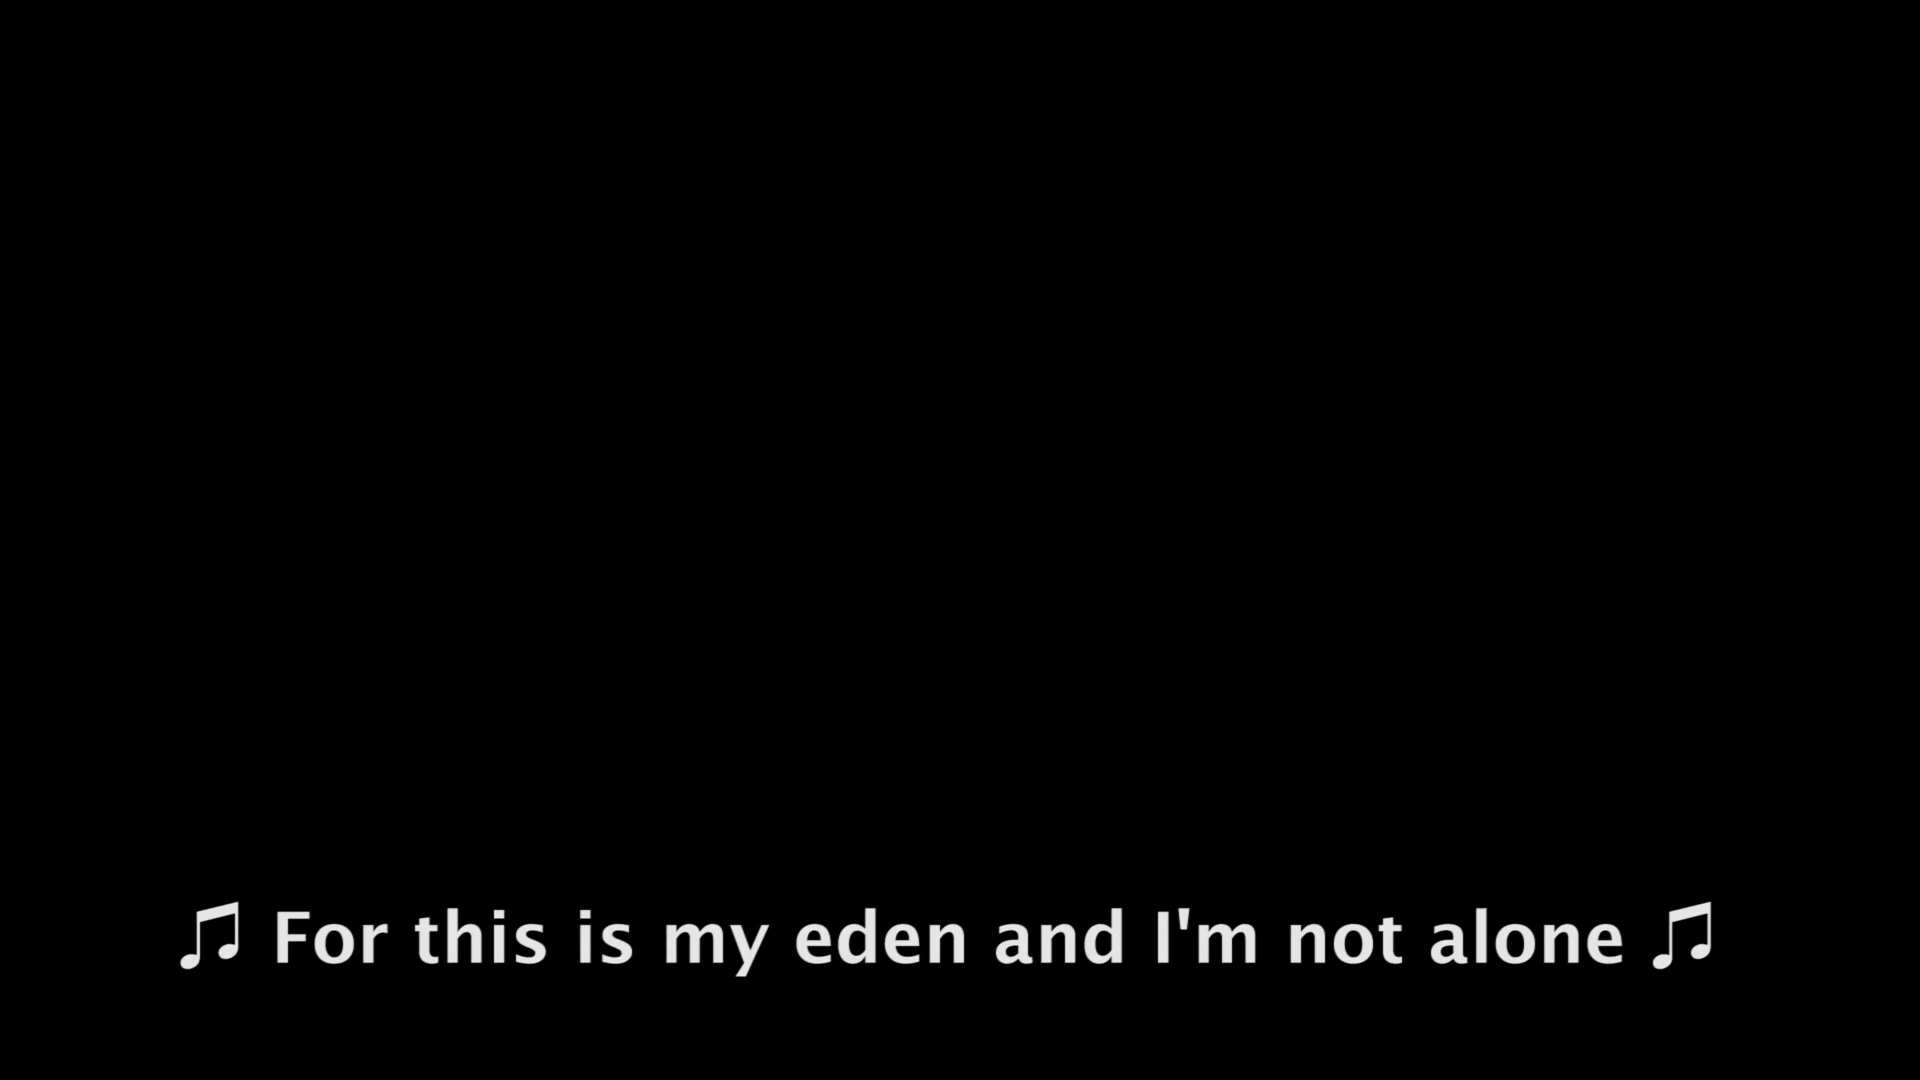 ♫ For this is my eden and I'm not alone ♫